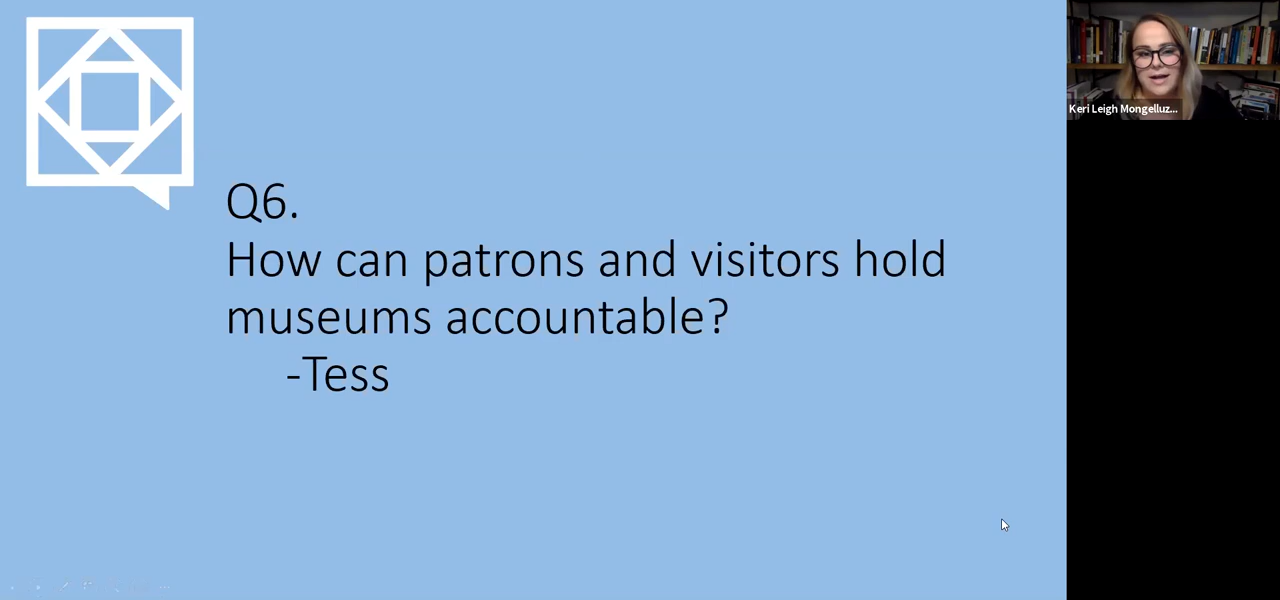 Q6.
How can patrons and visitors hold
museums accountable?
-Tess
Keri Leigh Mongelluz...